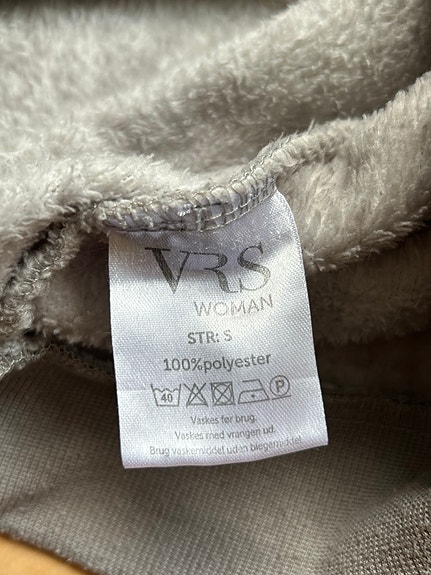 VRS
WOMAN
STR: S
100%polyester
40 P
Vaskes før brug.
Vaskes med vrangen ud.
Brug vaskemiddel uden blegemiddel